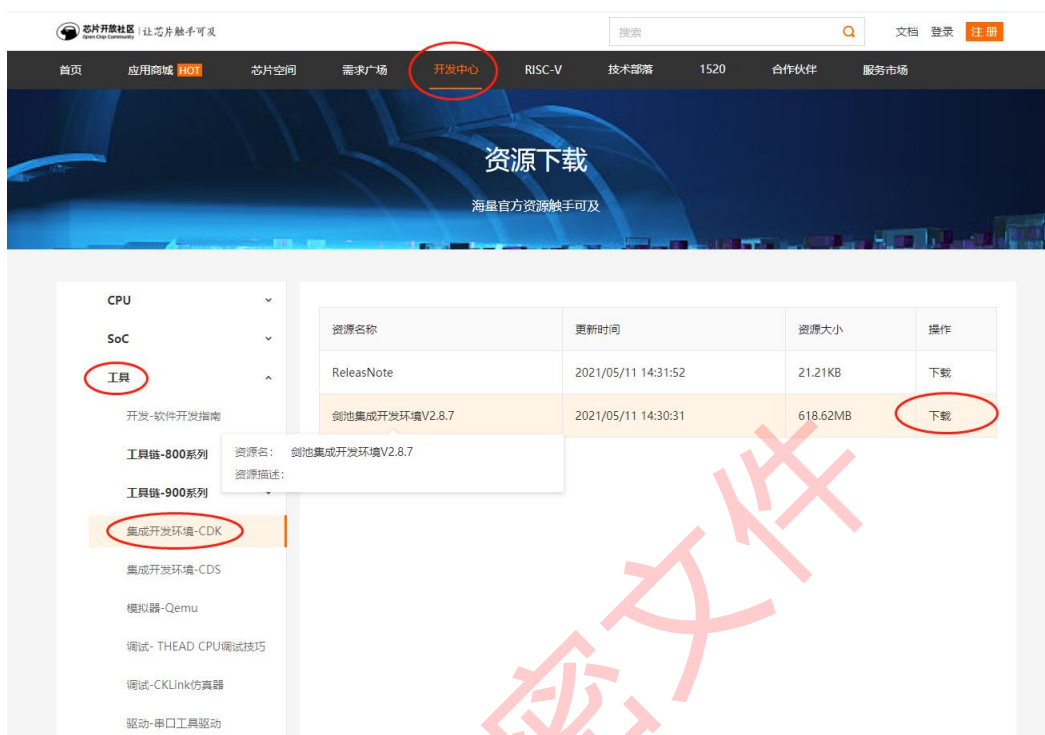 芯片开放社区 | 让芯片触手可及
Open Chip Community
搜索
文档 登录 注册
首页 应用商城 HOT 芯片空间 需求广场 开发中心 RISC-V 技术部落 1520 合作伙伴 服务市场
资源下载
海量官方资源触手可及
CPU
SoC
工具
开发-软件开发指南
工具链-800系列
工具链-900系列
集成开发环境-CDK
集成开发环境-CDS
模拟器-Qemu
调试- THEAD CPU调试技巧
调试-CKLink仿真器
驱动-串口工具驱动
资源名称 更新时间 资源大小 操作
ReleasNote 2021/05/11 14:31:52 21.21KB 下载
剑池集成开发环境V2.8.7 2021/05/11 14:30:31 618.62MB 下载
资源名: 剑池集成开发环境V2.8.7
资源描述:
密文件